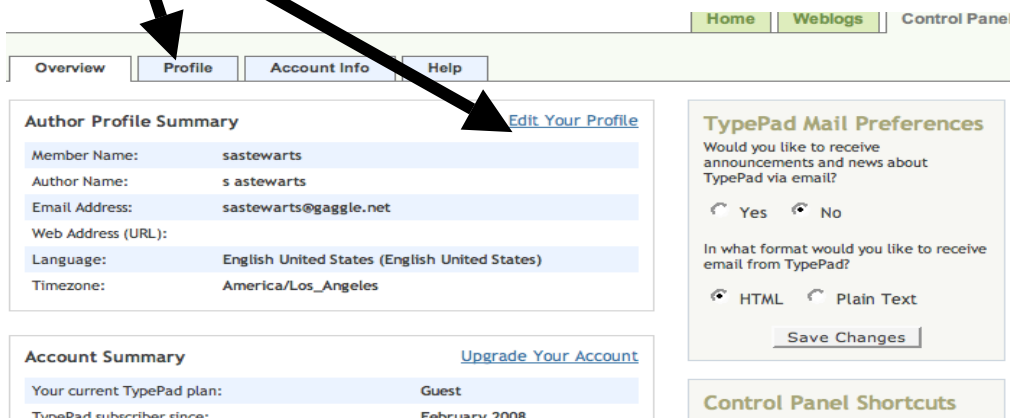 Home Weblogs Control Panel
Overview Profile Account Info Help
Author Profile Summary Edit Your Profile
Member Name: sastewarts
Author Name: s astewarts
Email Address: sastewarts@gaggle.net
Web Address (URL):
Language: English United States (English United States)
Timezone: America/Los_Angeles
Account Summary Upgrade Your Account
Your current TypePad plan: Guest
TypePad subscriber since: February 2008
TypePad Mail Preferences
Would you like to receive
announcements and news about
TypePad via email?
Yes No
In what format would you like to receive
email from TypePad?
HTML Plain Text
Save Changes
Control Panel Shortcuts